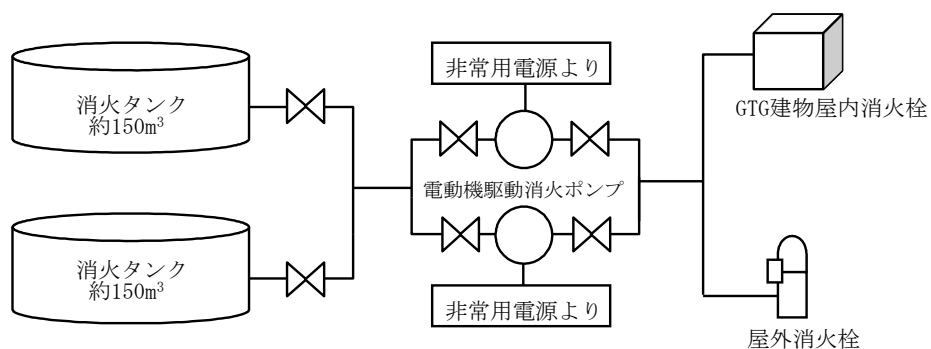 非常用電源より
消火タンク
約150m³
GTG建物屋内消火栓
電動機駆動消火ポンプ
消火タンク
約150m³
非常用電源より
屋外消火栓